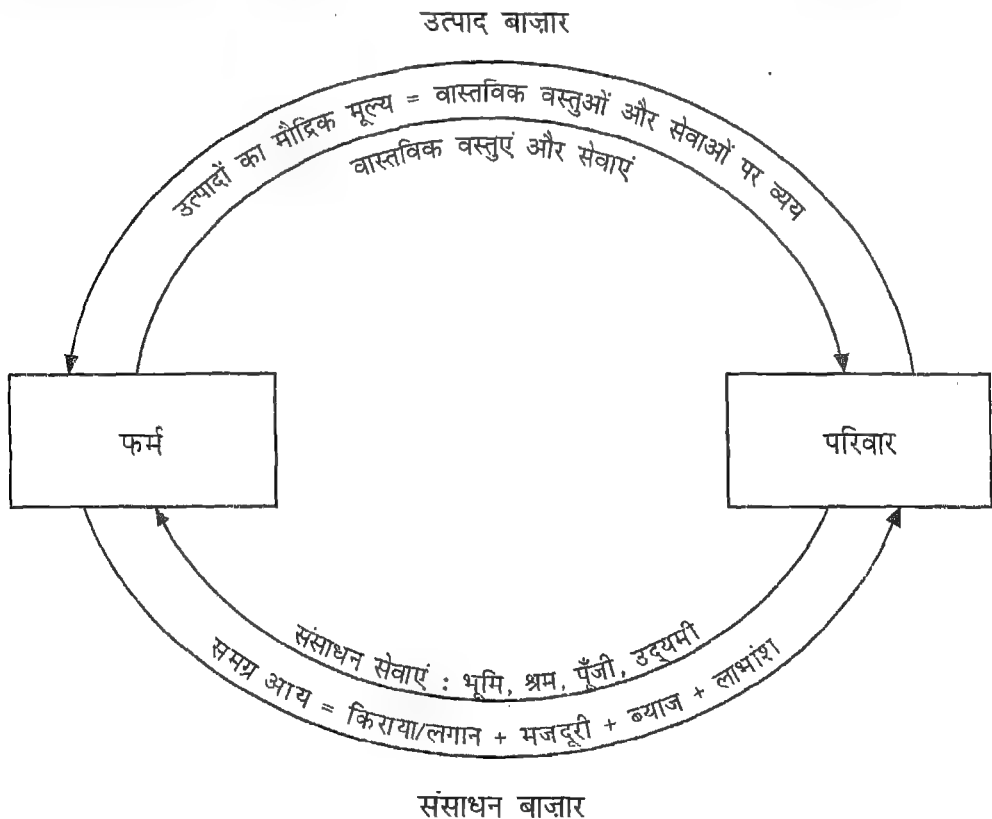 उत्पाद बाज़ार
उत्पादों का मौद्रिक मूल्य = वास्तविक वस्तुओं और सेवाओं पर व्यय
वास्तविक वस्तुएं और सेवाएं
फर्म
परिवार
संसाधन सेवाएं : भूमि, श्रम, पूँजी, उद्यमी
समग्र आय = किराया/लगान + मजदूरी + ब्याज + लाभांश
संसाधन बाज़ार